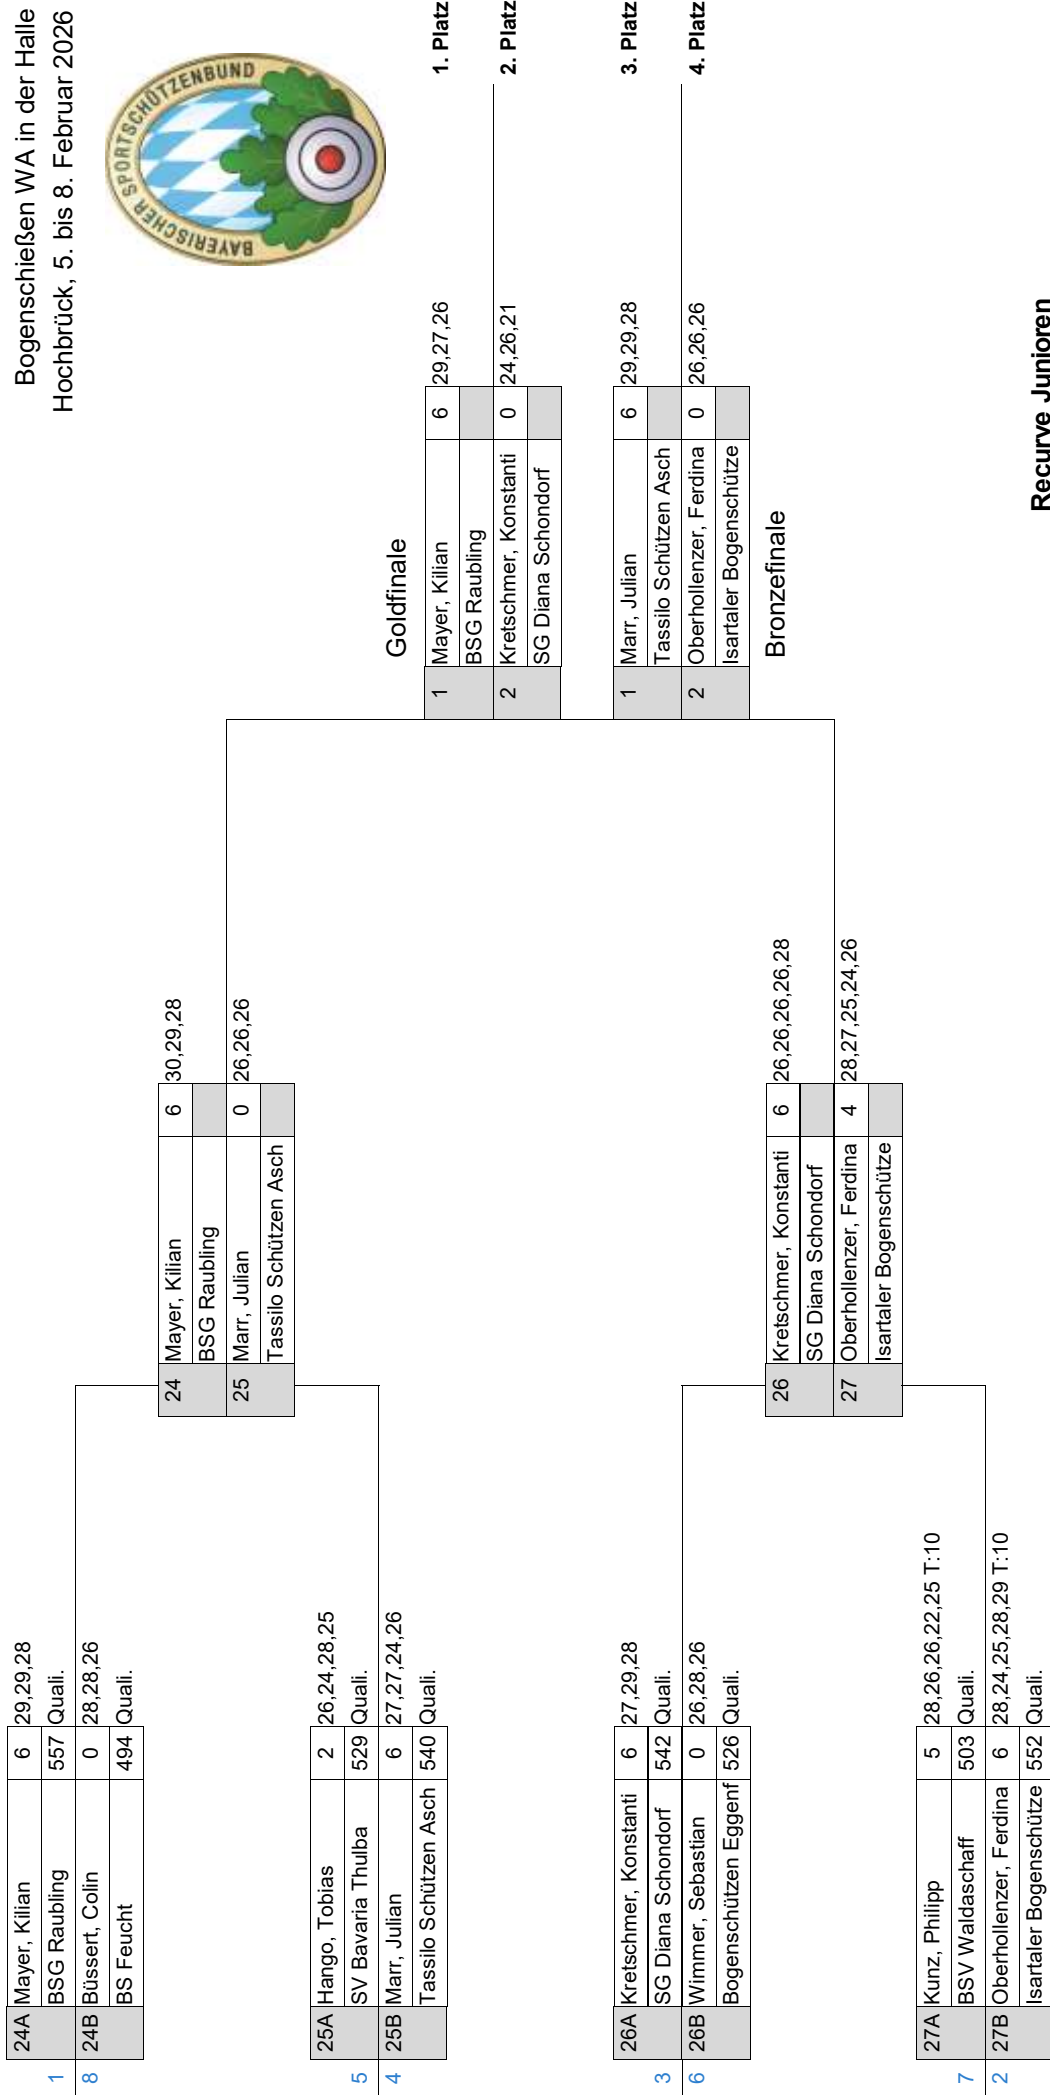 Bogenschießen WA in der Halle
Hochbrück, 5. bis 8. Februar 2026
BAYERISCHER SPORTSCHÜTZENBUND
1 24A Mayer, Kilian 6 29,29,28
BSG Raubling 557 Quali.
8 24B Büssert, Colin 0 28,28,26
BS Feucht 494 Quali.
24 Mayer, Kilian 6 30,29,28
BSG Raubling
25 Marr, Julian 0 26,26,26
Tassilo Schützen Asch
25A Hango, Tobias 2 26,24,28,25
5 SV Bavaria Thulba 529 Quali.
4 25B Marr, Julian 6 27,27,24,26
Tassilo Schützen Asch 540 Quali.
Goldfinale
1 Mayer, Kilian 6 29,27,26 1. Platz
BSG Raubling
2 Kretschmer, Konstanti 0 24,26,21 2. Platz
SG Diana Schondorf
1 Marr, Julian 6 29,29,28 3. Platz
Tassilo Schützen Asch
2 Oberhollenzer, Ferdina 0 26,26,26 4. Platz
Isartaler Bogenschütze
Bronzefinale
26A Kretschmer, Konstanti 6 27,29,28
3 SG Diana Schondorf 542 Quali.
6 26B Wimmer, Sebastian 0 26,28,26
Bogenschützen Eggenf 526 Quali.
26 Kretschmer, Konstanti 6 26,26,26,26,28
SG Diana Schondorf
27 Oberhollenzer, Ferdina 4 28,27,25,24,26
Isartaler Bogenschütze
27A Kunz, Philipp 5 28,26,26,22,25 T:10
7 BSV Waldaschaff 503 Quali.
2 27B Oberhollenzer, Ferdina 6 28,24,25,28,29 T:10
Isartaler Bogenschütze 552 Quali.
Recurve Junioren